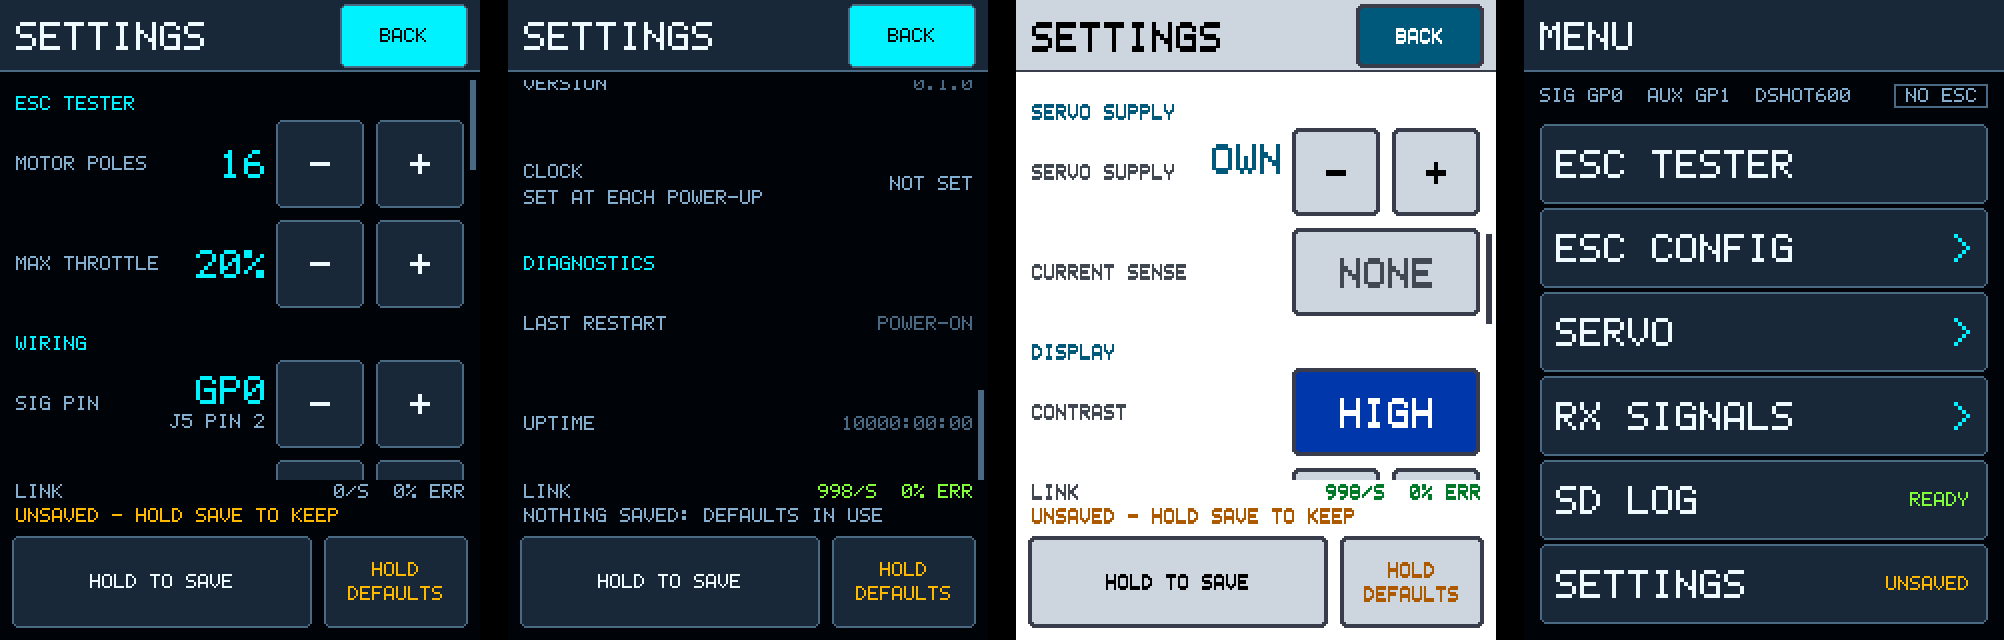 SETTINGS
BACK
ESC TESTER
MOTOR POLES 16 - +
MAX THROTTLE 20% - +
WIRING
SIG PIN GP0 - +
J5 PIN 2
LINK 0/S 0% ERR
UNSAVED - HOLD SAVE TO KEEP
HOLD TO SAVE
HOLD
DEFAULTS
SETTINGS
BACK
VERSION 0.1.0
CLOCK
SET AT EACH POWER-UP
NOT SET
DIAGNOSTICS
LAST RESTART POWER-ON
UPTIME 10000:00:00
LINK 998/S 0% ERR
NOTHING SAVED: DEFAULTS IN USE
HOLD TO SAVE
HOLD
DEFAULTS
SETTINGS
BACK
SERVO SUPPLY
SERVO SUPPLY OWN - +
CURRENT SENSE NONE
DISPLAY
CONTRAST HIGH
LINK 998/S 0% ERR
UNSAVED - HOLD SAVE TO KEEP
HOLD TO SAVE
HOLD
DEFAULTS
MENU
SIG GP0 AUX GP1 DSHOT600 NO ESC
ESC TESTER
ESC CONFIG >
SERVO >
RX SIGNALS >
SD LOG READY
SETTINGS UNSAVED